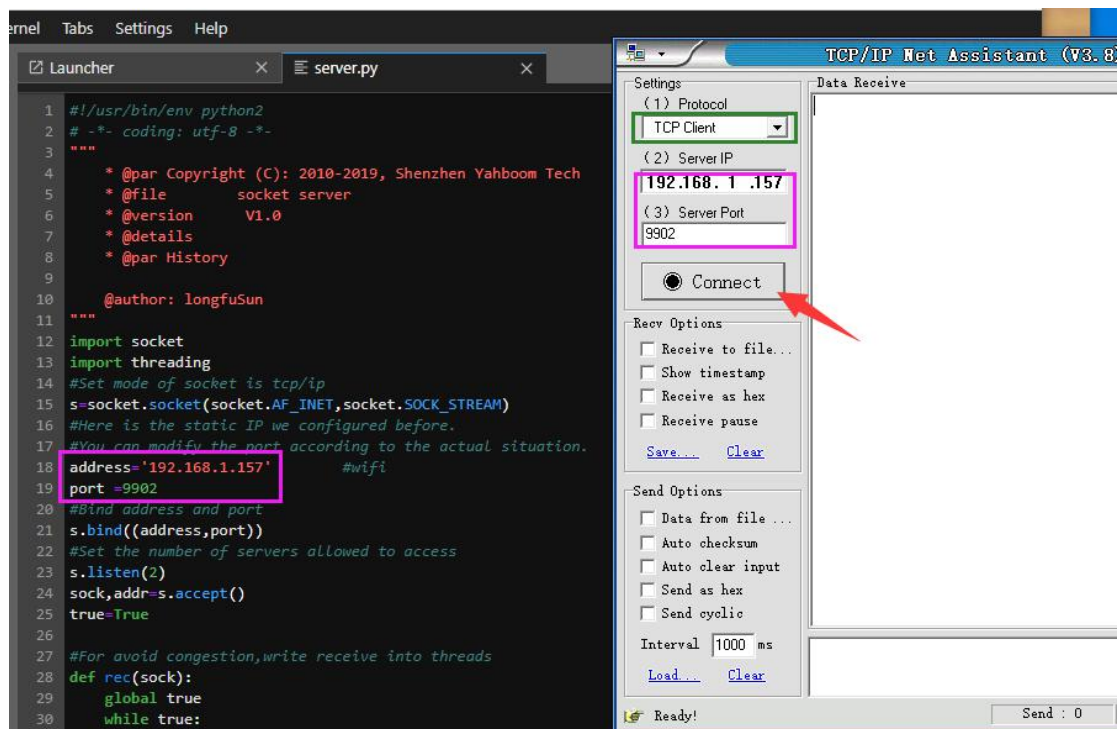 ernel Tabs Settings Help
Launcher
server.py
1 #!/usr/bin/env python2
2 # -*- coding: utf-8 -*-
3 """
4     * @par Copyright (C): 2010-2019, Shenzhen Yahboom Tech
5     * @file         socket server
6     * @version      V1.0
7     * @details
8     * @par History
9
10     @author: longfuSun
11 """
12 import socket
13 import threading
14 #Set mode of socket is tcp/ip
15 s=socket.socket(socket.AF_INET,socket.SOCK_STREAM)
16 #Here is the static IP we configured before.
17 #You can modify the port according to the actual situation.
18 address='192.168.1.157'       #wifi
19 port =9902
20 #Bind address and port
21 s.bind((address,port))
22 #Set the number of servers allowed to access
23 s.listen(2)
24 sock,addr=s.accept()
25 true=True
26
27 #For avoid congestion,write receive into threads
28 def rec(sock):
29     global true
30     while true:
TCP/IP Net Assistant (V3.8)
Settings
(1) Protocol
TCP Client
(2) Server IP
192.168. 1 .157
(3) Server Port
9902
Connect
Recv Options
Receive to file...
Show timestamp
Receive as hex
Receive pause
Save... Clear
Send Options
Data from file ...
Auto checksum
Auto clear input
Send as hex
Send cyclic
Interval 1000 ms
Load... Clear
Data Receive
Ready!
Send : 0